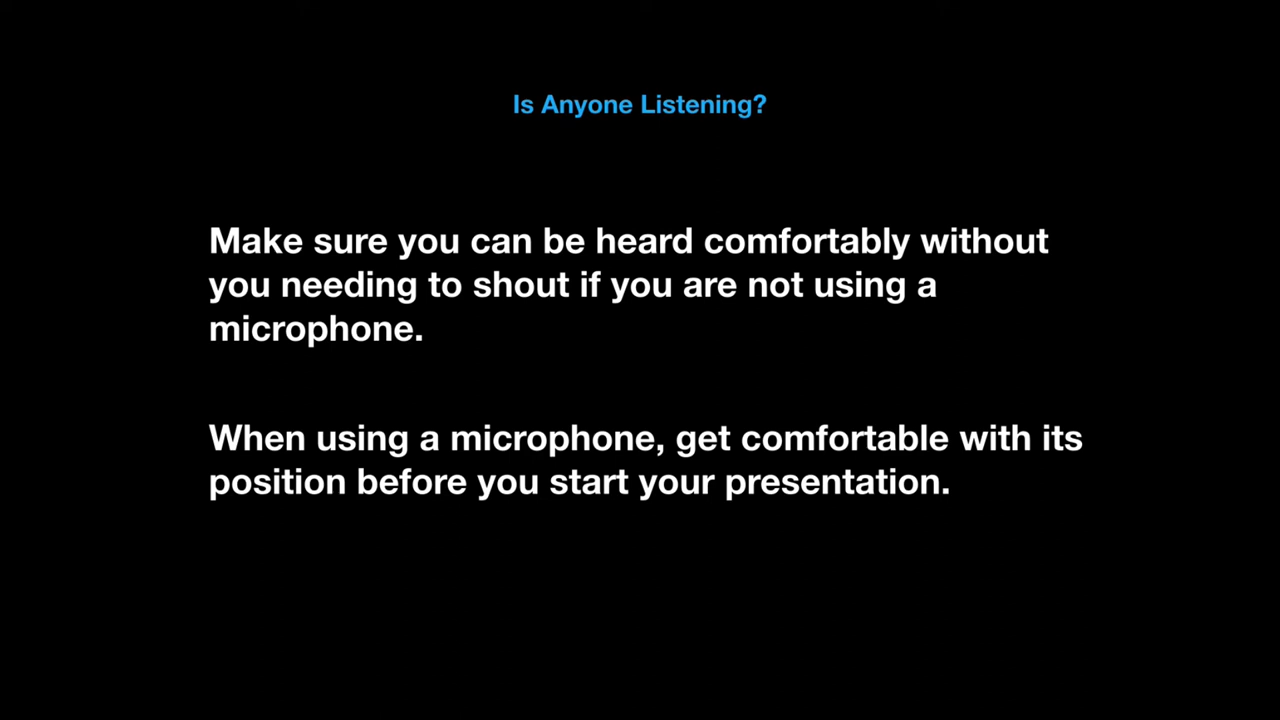 Is Anyone Listening?
Make sure you can be heard comfortably without
you needing to shout if you are not using a
microphone.
When using a microphone, get comfortable with its
position before you start your presentation.